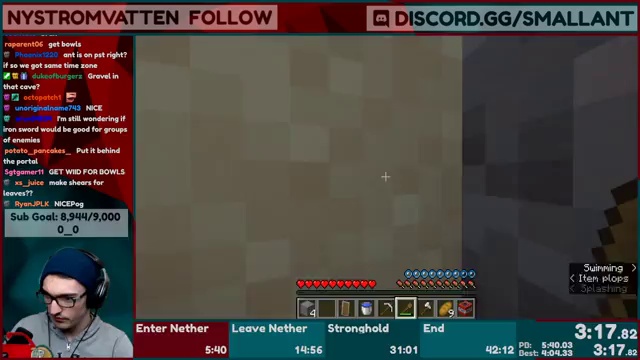 NYSTROMVATTEN FOLLOW
DISCORD.GG/SMALLANT
raparent06 get bowls
Phoenix1220 ant is on pst right?
if so we got same time zone
dukeofburgerz Gravel in
that cave?
octopatch1
unoriginalname743 NICE
I'm still wondering if
iron sword would be good for groups
of enemies
potato_pancakes_ Put it behind
the portal
Sgtgamer11 GET WIID FOR BOWLS
xs_juice make shears for
leaves??
RyanJPLK NICEPog
Sub Goal: 8,944/9,000
0_0
4
9
Swimming >
< Item plops >
< Splashing
Enter Nether
5:40
Leave Nether
14:56
Stronghold
31:01
End
42:12
3:17.82
PB: 5:40.03
Best: 4:04.33
3:17.82